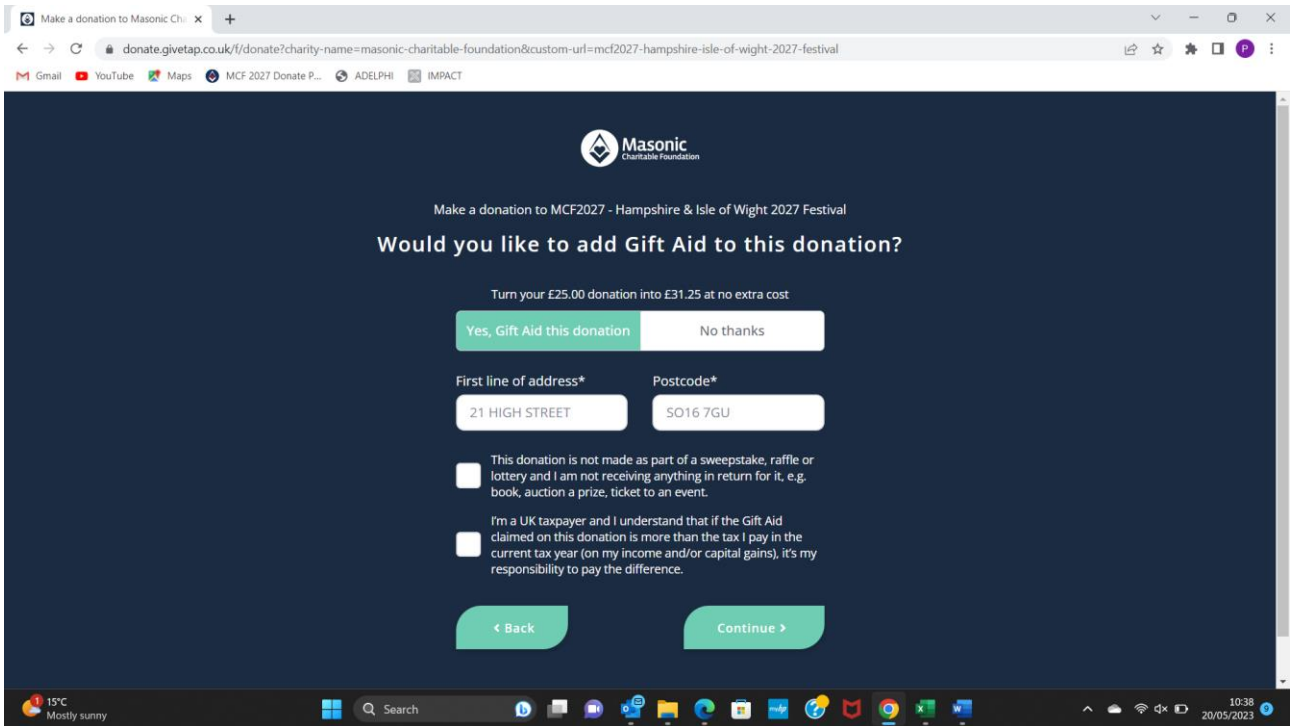 Make a donation to Masonic Cha
donate.givetap.co.uk/f/donate?charity-name=masonic-charitable-foundation&custom-url=mcf2027-hampshire-isle-of-wight-2027-festival
P
Gmail YouTube Maps MCF 2027 Donate P... ADELPHI IMPACT
Masonic
Charitable Foundation
Make a donation to MCF2027 - Hampshire & Isle of Wight 2027 Festival
Would you like to add Gift Aid to this donation?
Turn your £25.00 donation into £31.25 at no extra cost
Yes, Gift Aid this donation No thanks
First line of address* Postcode*
21 HIGH STREET SO16 7GU
This donation is not made as part of a sweepstake, raffle or
lottery and I am not receiving anything in return for it, e.g.
book, auction a prize, ticket to an event.
I'm a UK taxpayer and I understand that if the Gift Aid
claimed on this donation is more than the tax I pay in the
current tax year (on my income and/or capital gains), it's my
responsibility to pay the difference.
< Back Continue >
1 15°C Search 10:38
Mostly sunny 20/05/2023 9